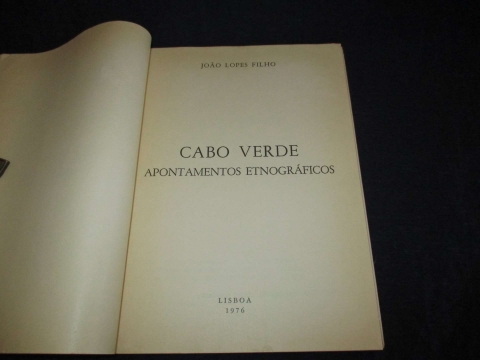 JOÃO LOPES FILHO
CABO VERDE
APONTAMENTOS ETNOGRÁFICOS
LISBOA
1976